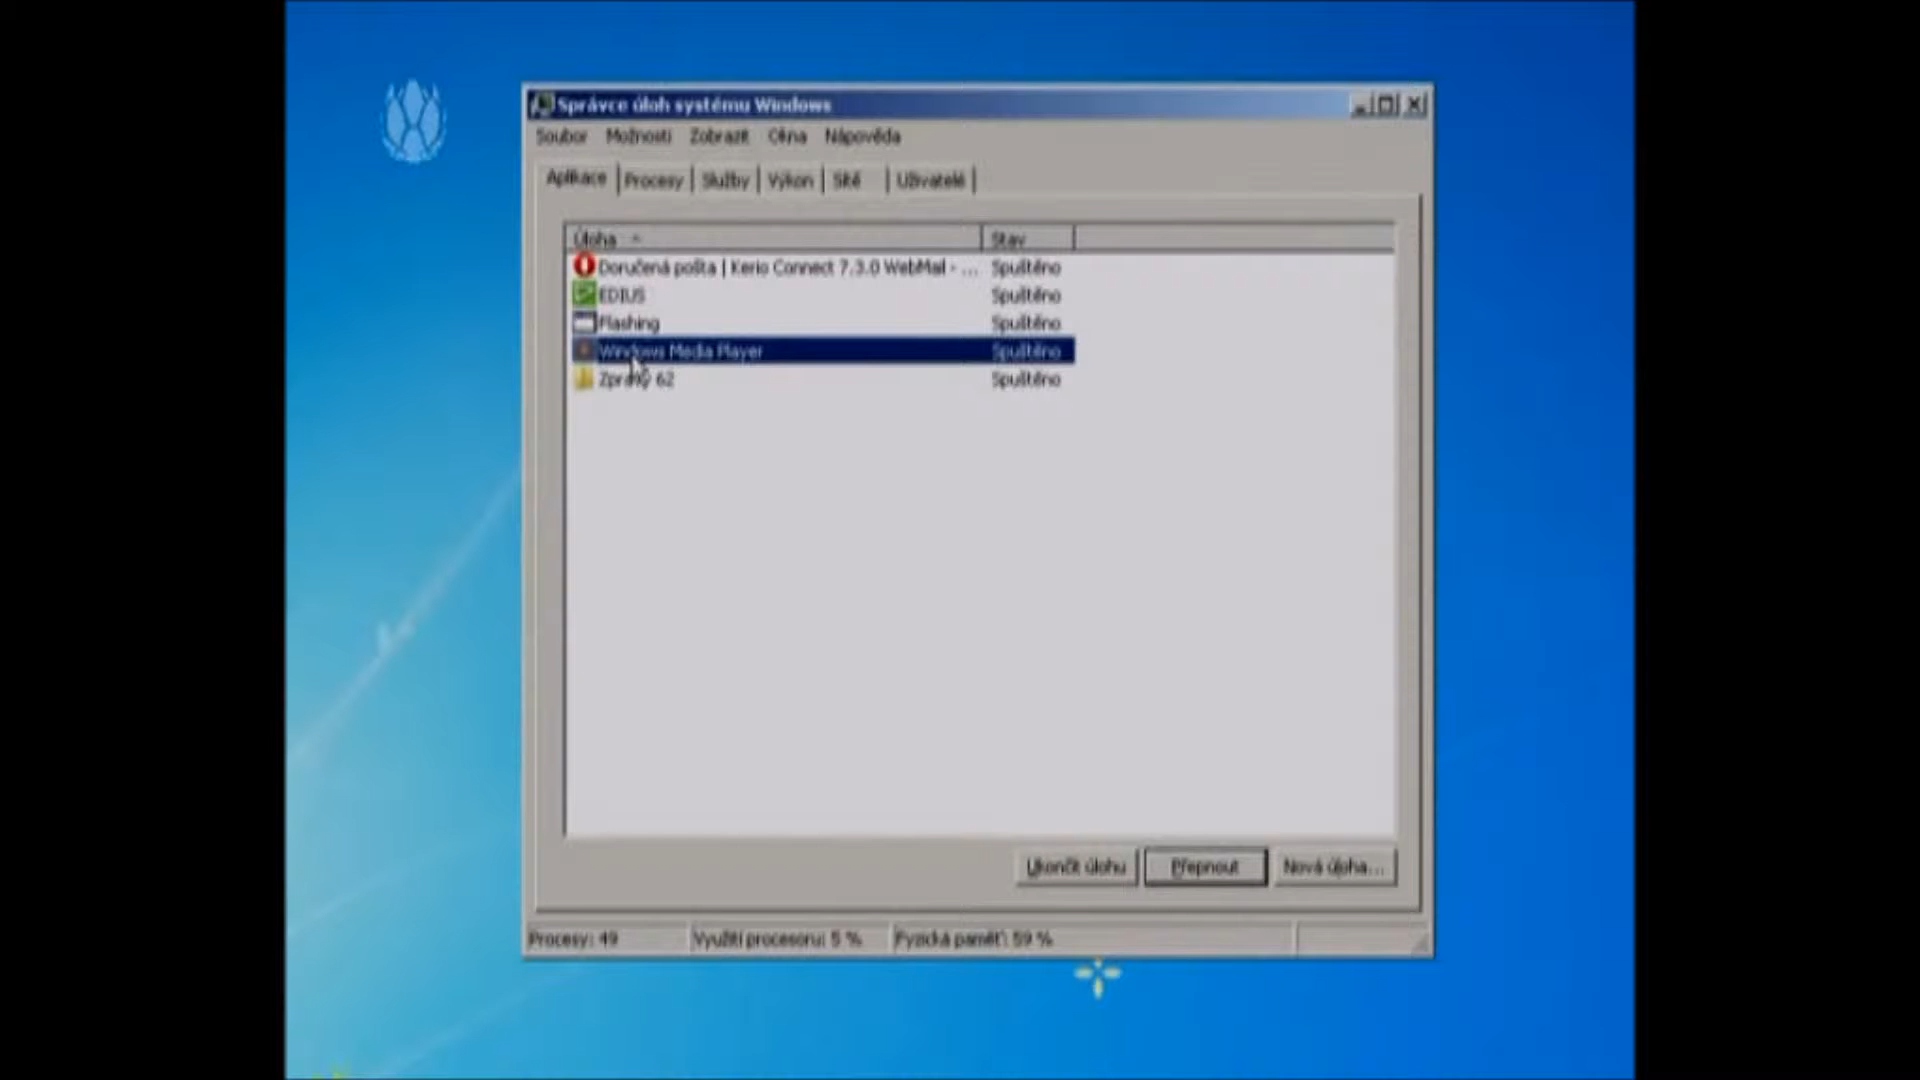 Správce úloh systému Windows
Soubor Možnosti Zobrazit Okna Nápověda
Aplikace Procesy Služby Výkon Sítě Uživatelé
Úloha Stav
Doručená pošta | Kerio Connect 7.3.0 WebMail - ... Spuštěno
EDIUS Spuštěno
Flashing Spuštěno
Windows Media Player Spuštěno
Zprávy 62 Spuštěno
Ukončit úlohu Přepnout Nová úloha...
Procesy: 49 Využití procesoru: 5 % Fyzická paměť: 59 %